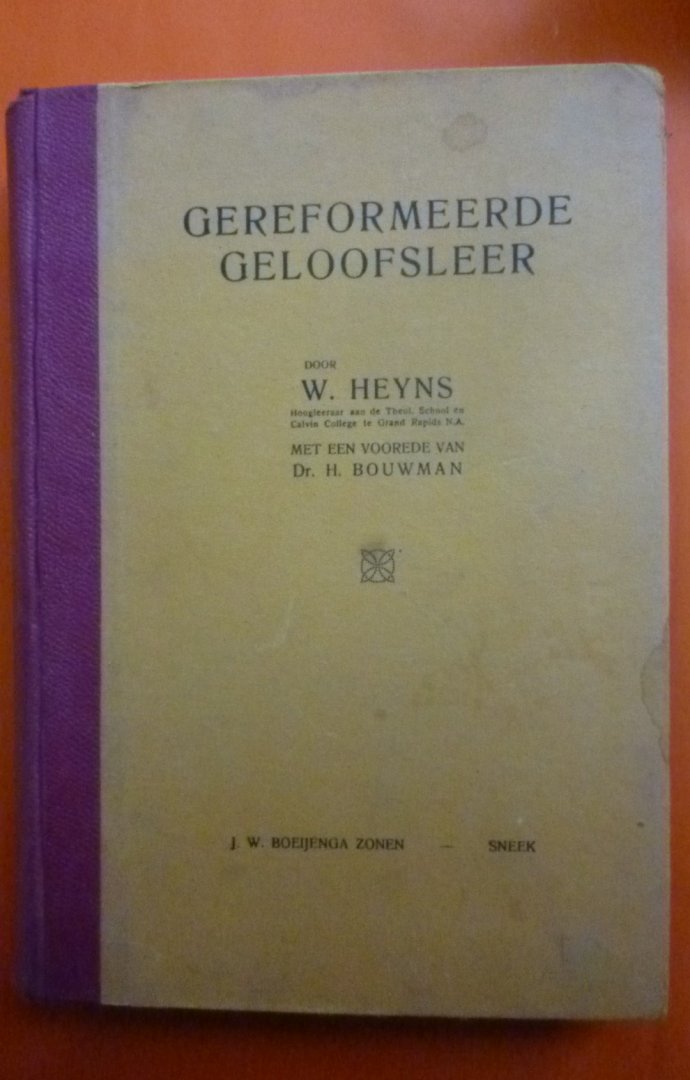 GEREFORMEERDE
GELOOFSLEER
DOOR
W. HEYNS
Hoogleeraar aan de Theol. School en
Calvin College te Grand Rapids N.A.
MET EEN VOOREDE VAN
Dr. H. BOUWMAN
J. W. BOEIJENGA ZONEN — SNEEK